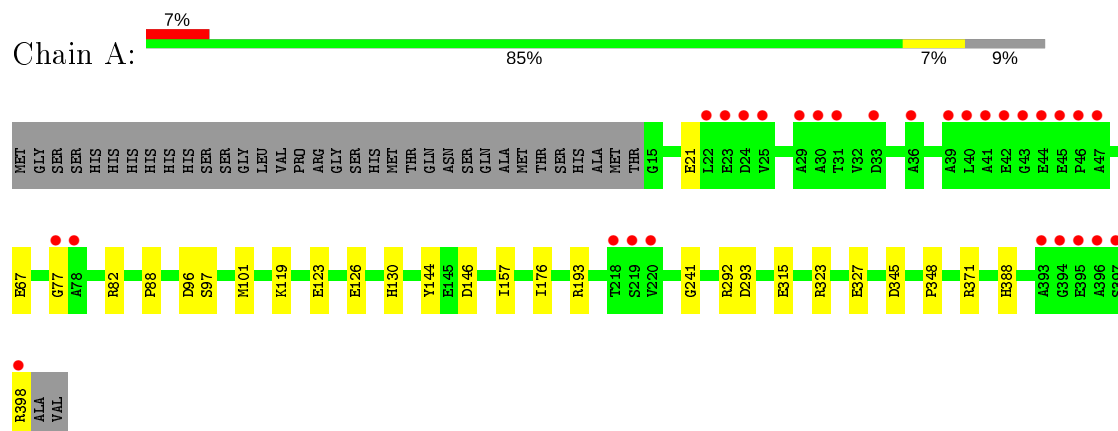 7%
Chain A:
85% 7% 9%
MET GLY SER SER HIS HIS HIS HIS HIS HIS SER SER GLY LEU VAL PRO ARG GLY SER HIS MET THR GLN ASN SER GLN ALA MET THR SER HIS ALA MET THR G15 E21 L22 E23 D24 V25 A29 A30 T31 V32 D33 A36 A39 L40 A41 E42 G43 E44 E45 P46 A47
E67 G77 A78 R82 P88 D96 S97 M101 K119 E123 E126 H130 Y144 E145 D146 I157 I176 R193 T218 S219 V220 G241 R292 D293 E315 R323 E327 D345 P348 R371 H388 A393 G394 E395 A396 S397
R398 ALA VAL